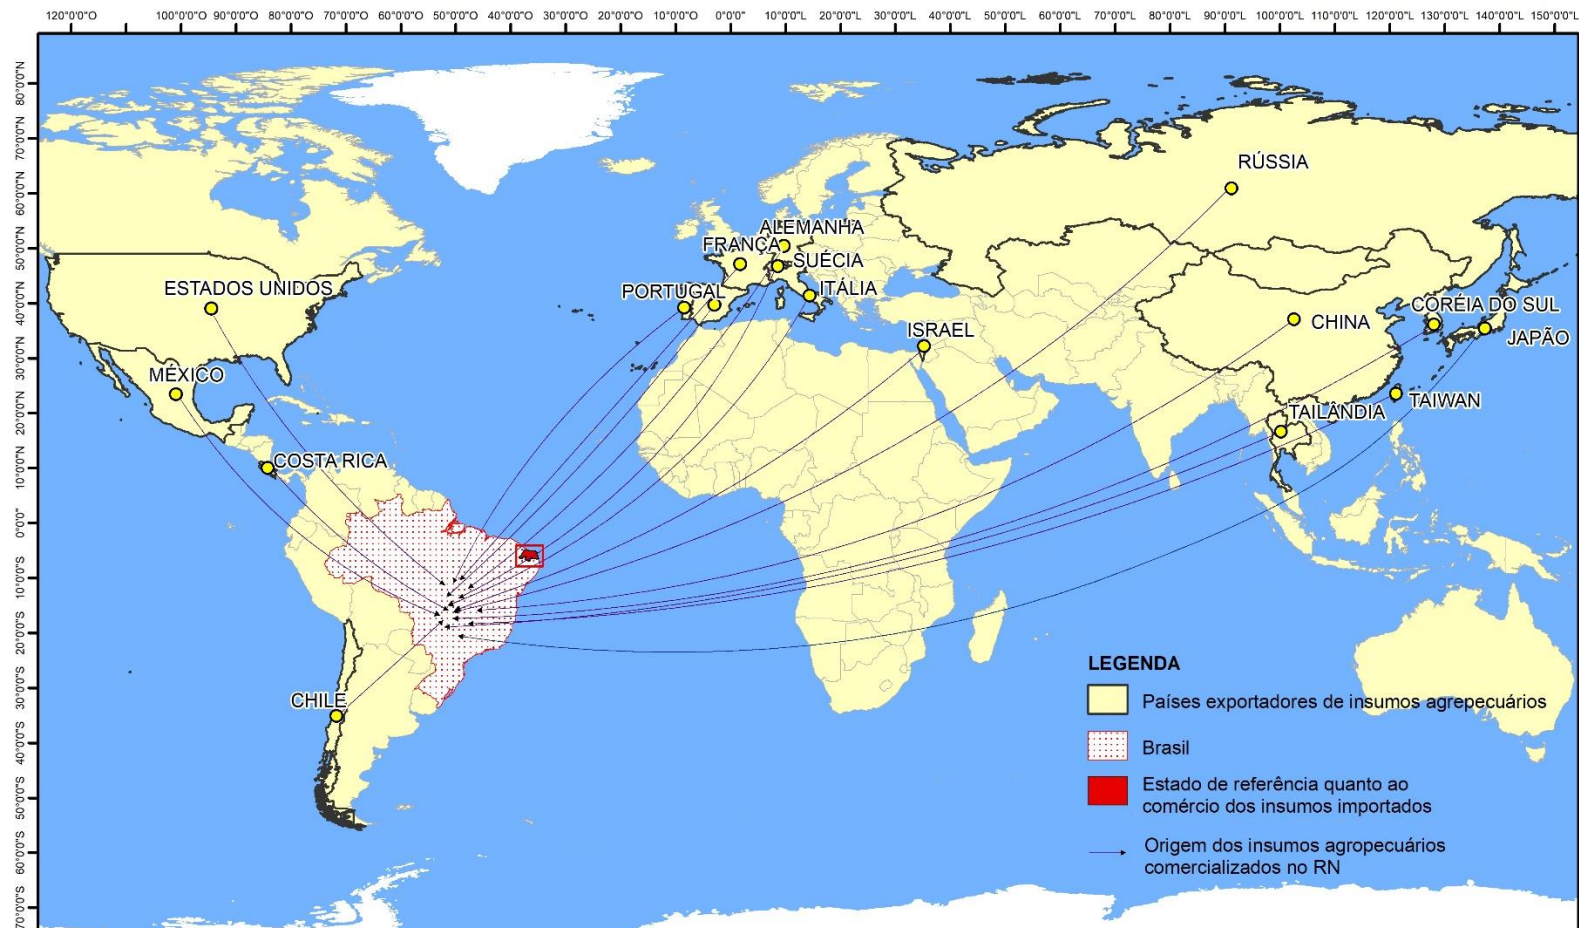 120°0'0"O 100°0'0"O 90°0'0"O 80°0'0"O 70°0'0"O 60°0'0"O 50°0'0"O 40°0'0"O 30°0'0"O 20°0'0"O 10°0'0"O 0°0'0" 10°0'0"L 20°0'0"L 30°0'0"L 40°0'0"L 50°0'0"L 60°0'0"L 70°0'0"L 80°0'0"L 90°0'0"L 100°0'0"L 110°0'0"L 120°0'0"L 130°0'0"L 140°0'0"L 150°0'0"L
80°0'0"N
70°0'0"N
60°0'0"N
50°0'0"N
40°0'0"N
30°0'0"N
20°0'0"N
10°0'0"N
0°0'0"
10°0'0"S
20°0'0"S
30°0'0"S
40°0'0"S
50°0'0"S
60°0'0"S
70°0'0"S
RÚSSIA
ALEMANHA
FRANÇA
SUÉCIA
ESTADOS UNIDOS
PORTUGAL
ITÁLIA
CORÉIA DO SUL
ISRAEL
CHINA
JAPÃO
MÉXICO
TAIWAN
TAILÂNDIA
COSTA RICA
CHILE
LEGENDA
Países exportadores de insumos agrepecuários
Brasil
Estado de referência quanto ao
comércio dos insumos importados
Origem dos insumos agropecuários
comercializados no RN